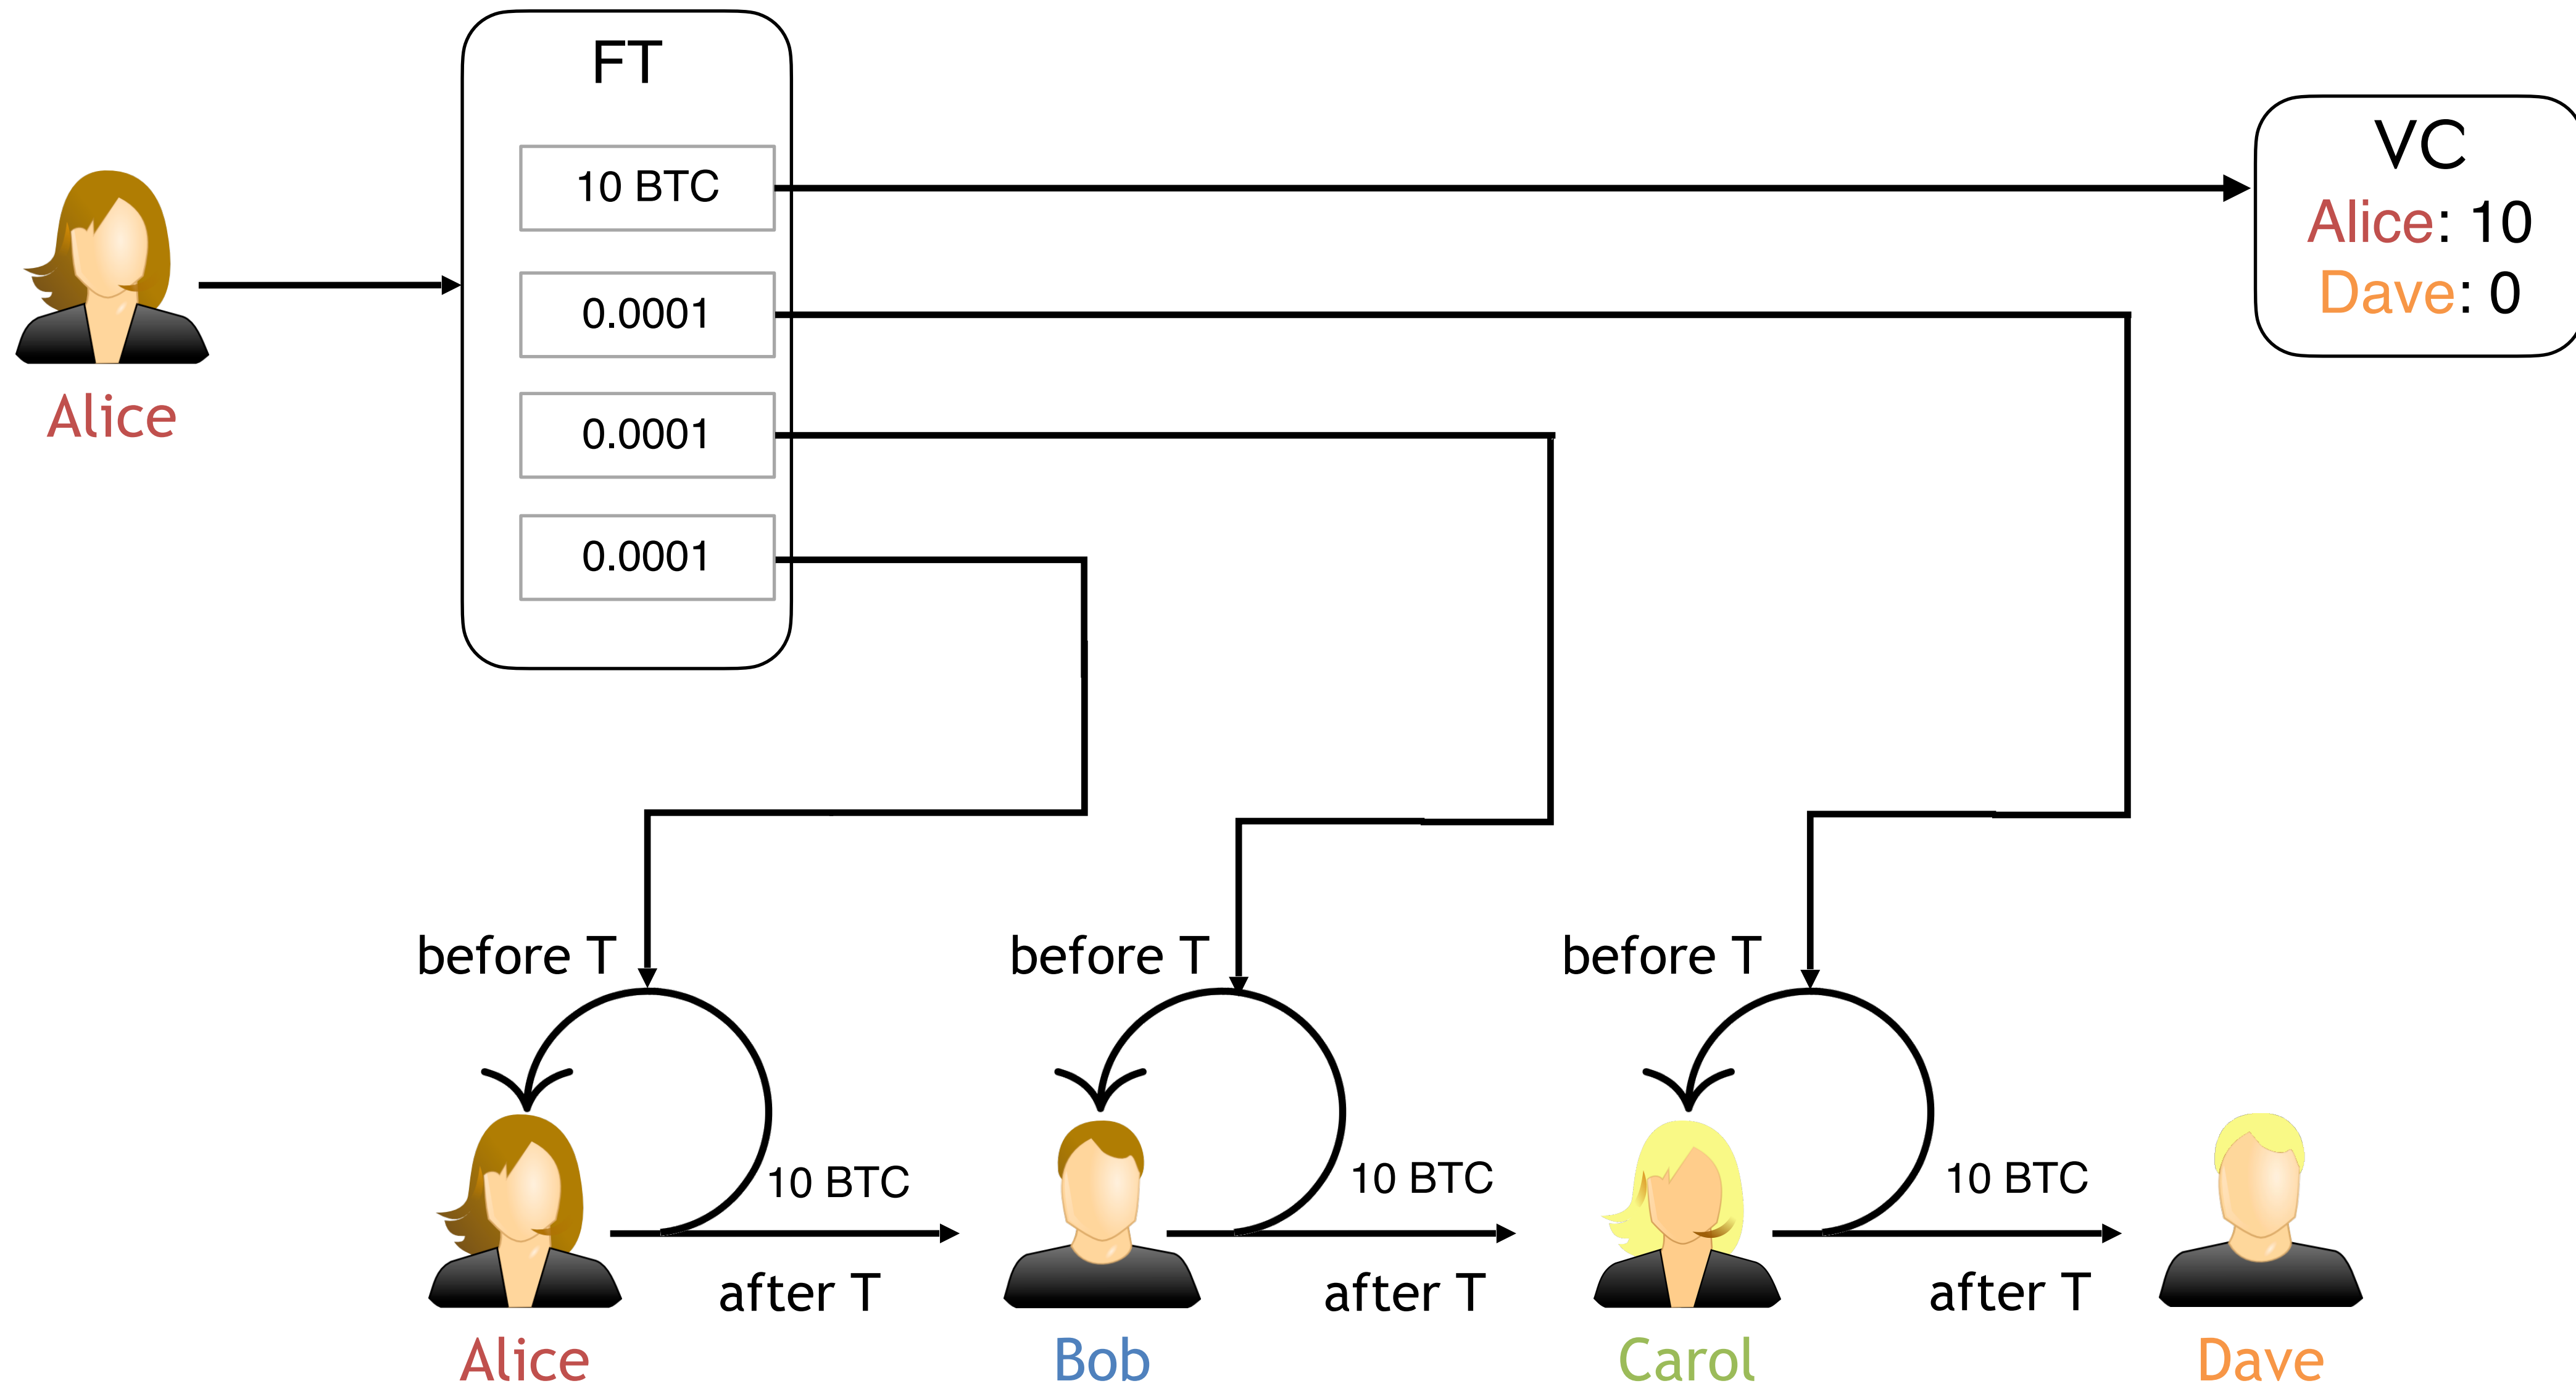 FT
10 BTC
0.0001
0.0001
0.0001
VC
Alice: 10
Dave: 0
Alice
before T
before T
before T
10 BTC
10 BTC
10 BTC
after T
after T
after T
Alice
Bob
Carol
Dave